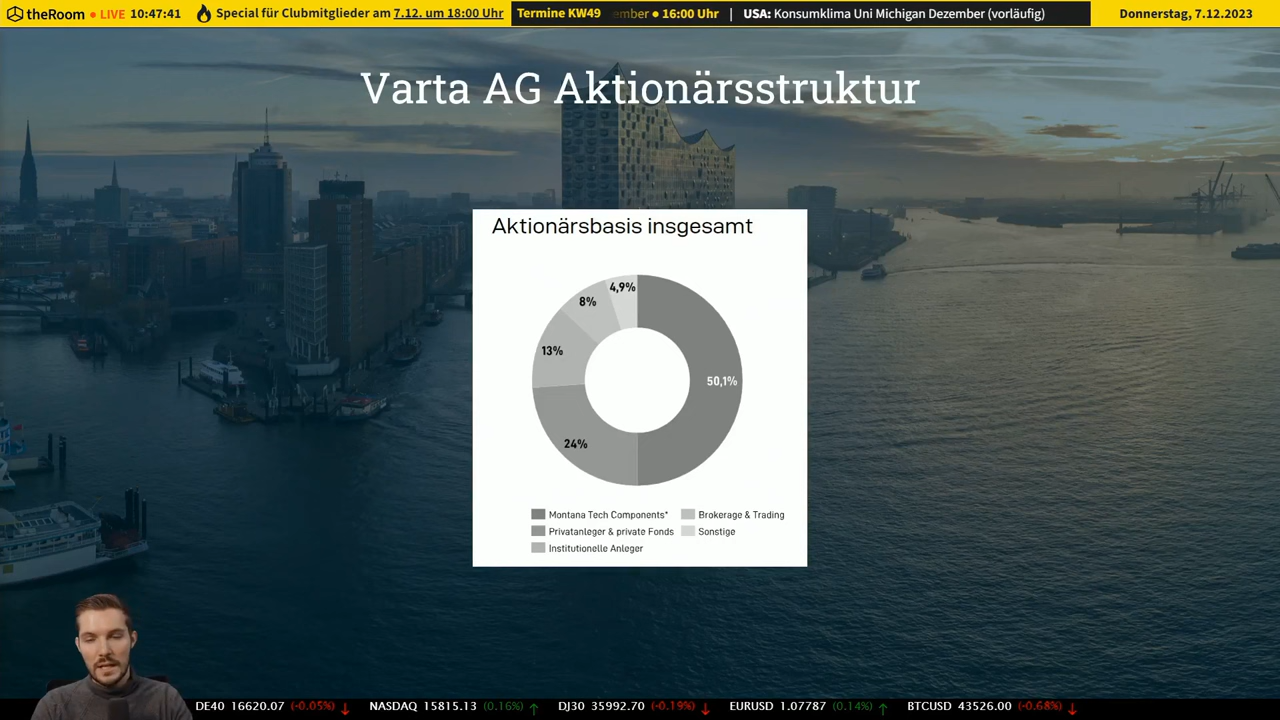 theRoom ● LIVE 10:47:41
Special für Clubmitglieder am 7.12. um 18:00 Uhr
Termine KW49 ember ● 16:00 Uhr | USA: Konsumklima Uni Michigan Dezember (vorläufig)
Donnerstag, 7.12.2023
Varta AG Aktionärsstruktur
Aktionärsbasis insgesamt
4,9%
8%
13%
50,1%
24%
Montana Tech Components*
Brokerage & Trading
Privatanleger & private Fonds
Sonstige
Institutionelle Anleger
DE40 16620.07 (-0.05%) ↓ NASDAQ 15815.13 (0.16%) ↑ DJ30 35992.70 (-0.19%) ↓ EURUSD 1.07787 (0.14%) ↑ BTCUSD 43526.00 (-0.68%) ↓